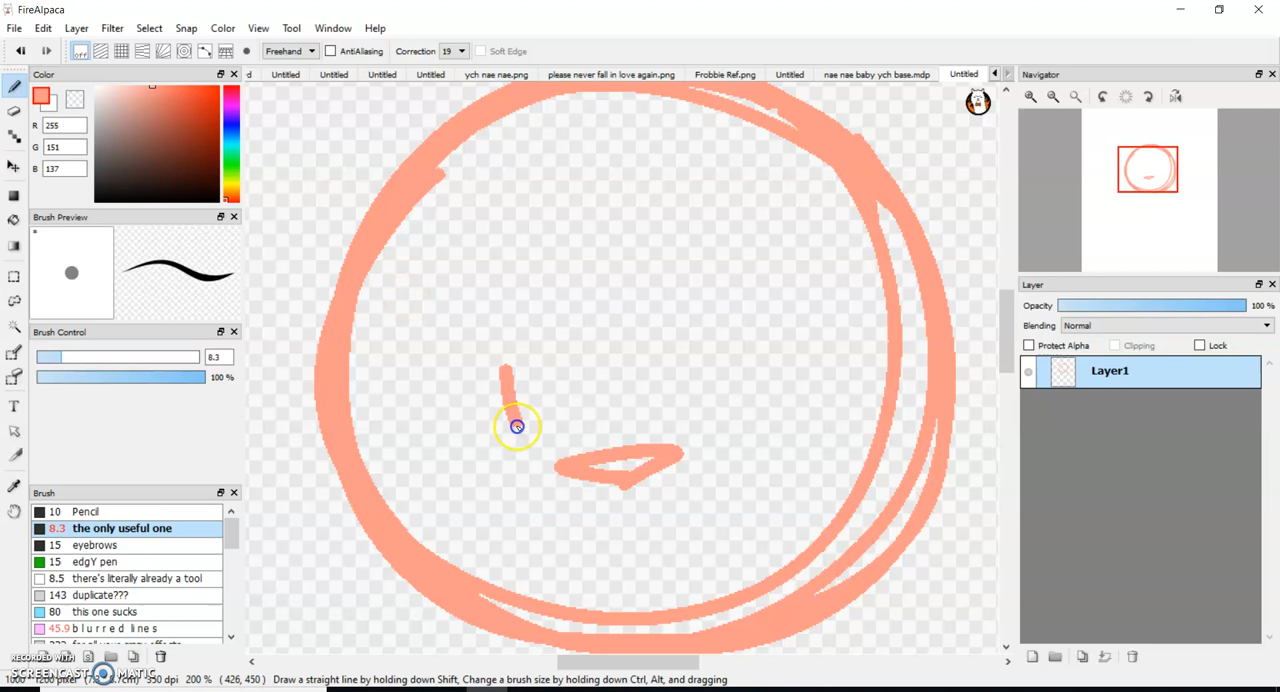 FireAlpaca
File Edit Layer Filter Select Snap Color View Tool Window Help
off Freehand AntiAliasing Correction 19 Soft Edge
Color
d Untitled Untitled Untitled Untitled ych nae nae.png please never fall in love again.png Frobbie Ref.png Untitled nae nae baby ych base.mdp Untitled
Navigator
R 255
G 151
B 137
Brush Preview
*
Brush Control
8.3
100 %
Brush
10 Pencil
8.3 the only useful one
15 eyebrows
15 edgY pen
8.5 there's literally already a tool
143 duplicate???
80 this one sucks
45.9 b l u r r e d l i n e s
Layer
Opacity 100 %
Blending Normal
Protect Alpha Clipping Lock
Layer1
T
RECORDED WITH
SCREENCAST MATIC
200 % ( 426, 450 ) Draw a straight line by holding down Shift, Change a brush size by holding down Ctrl, Alt, and dragging